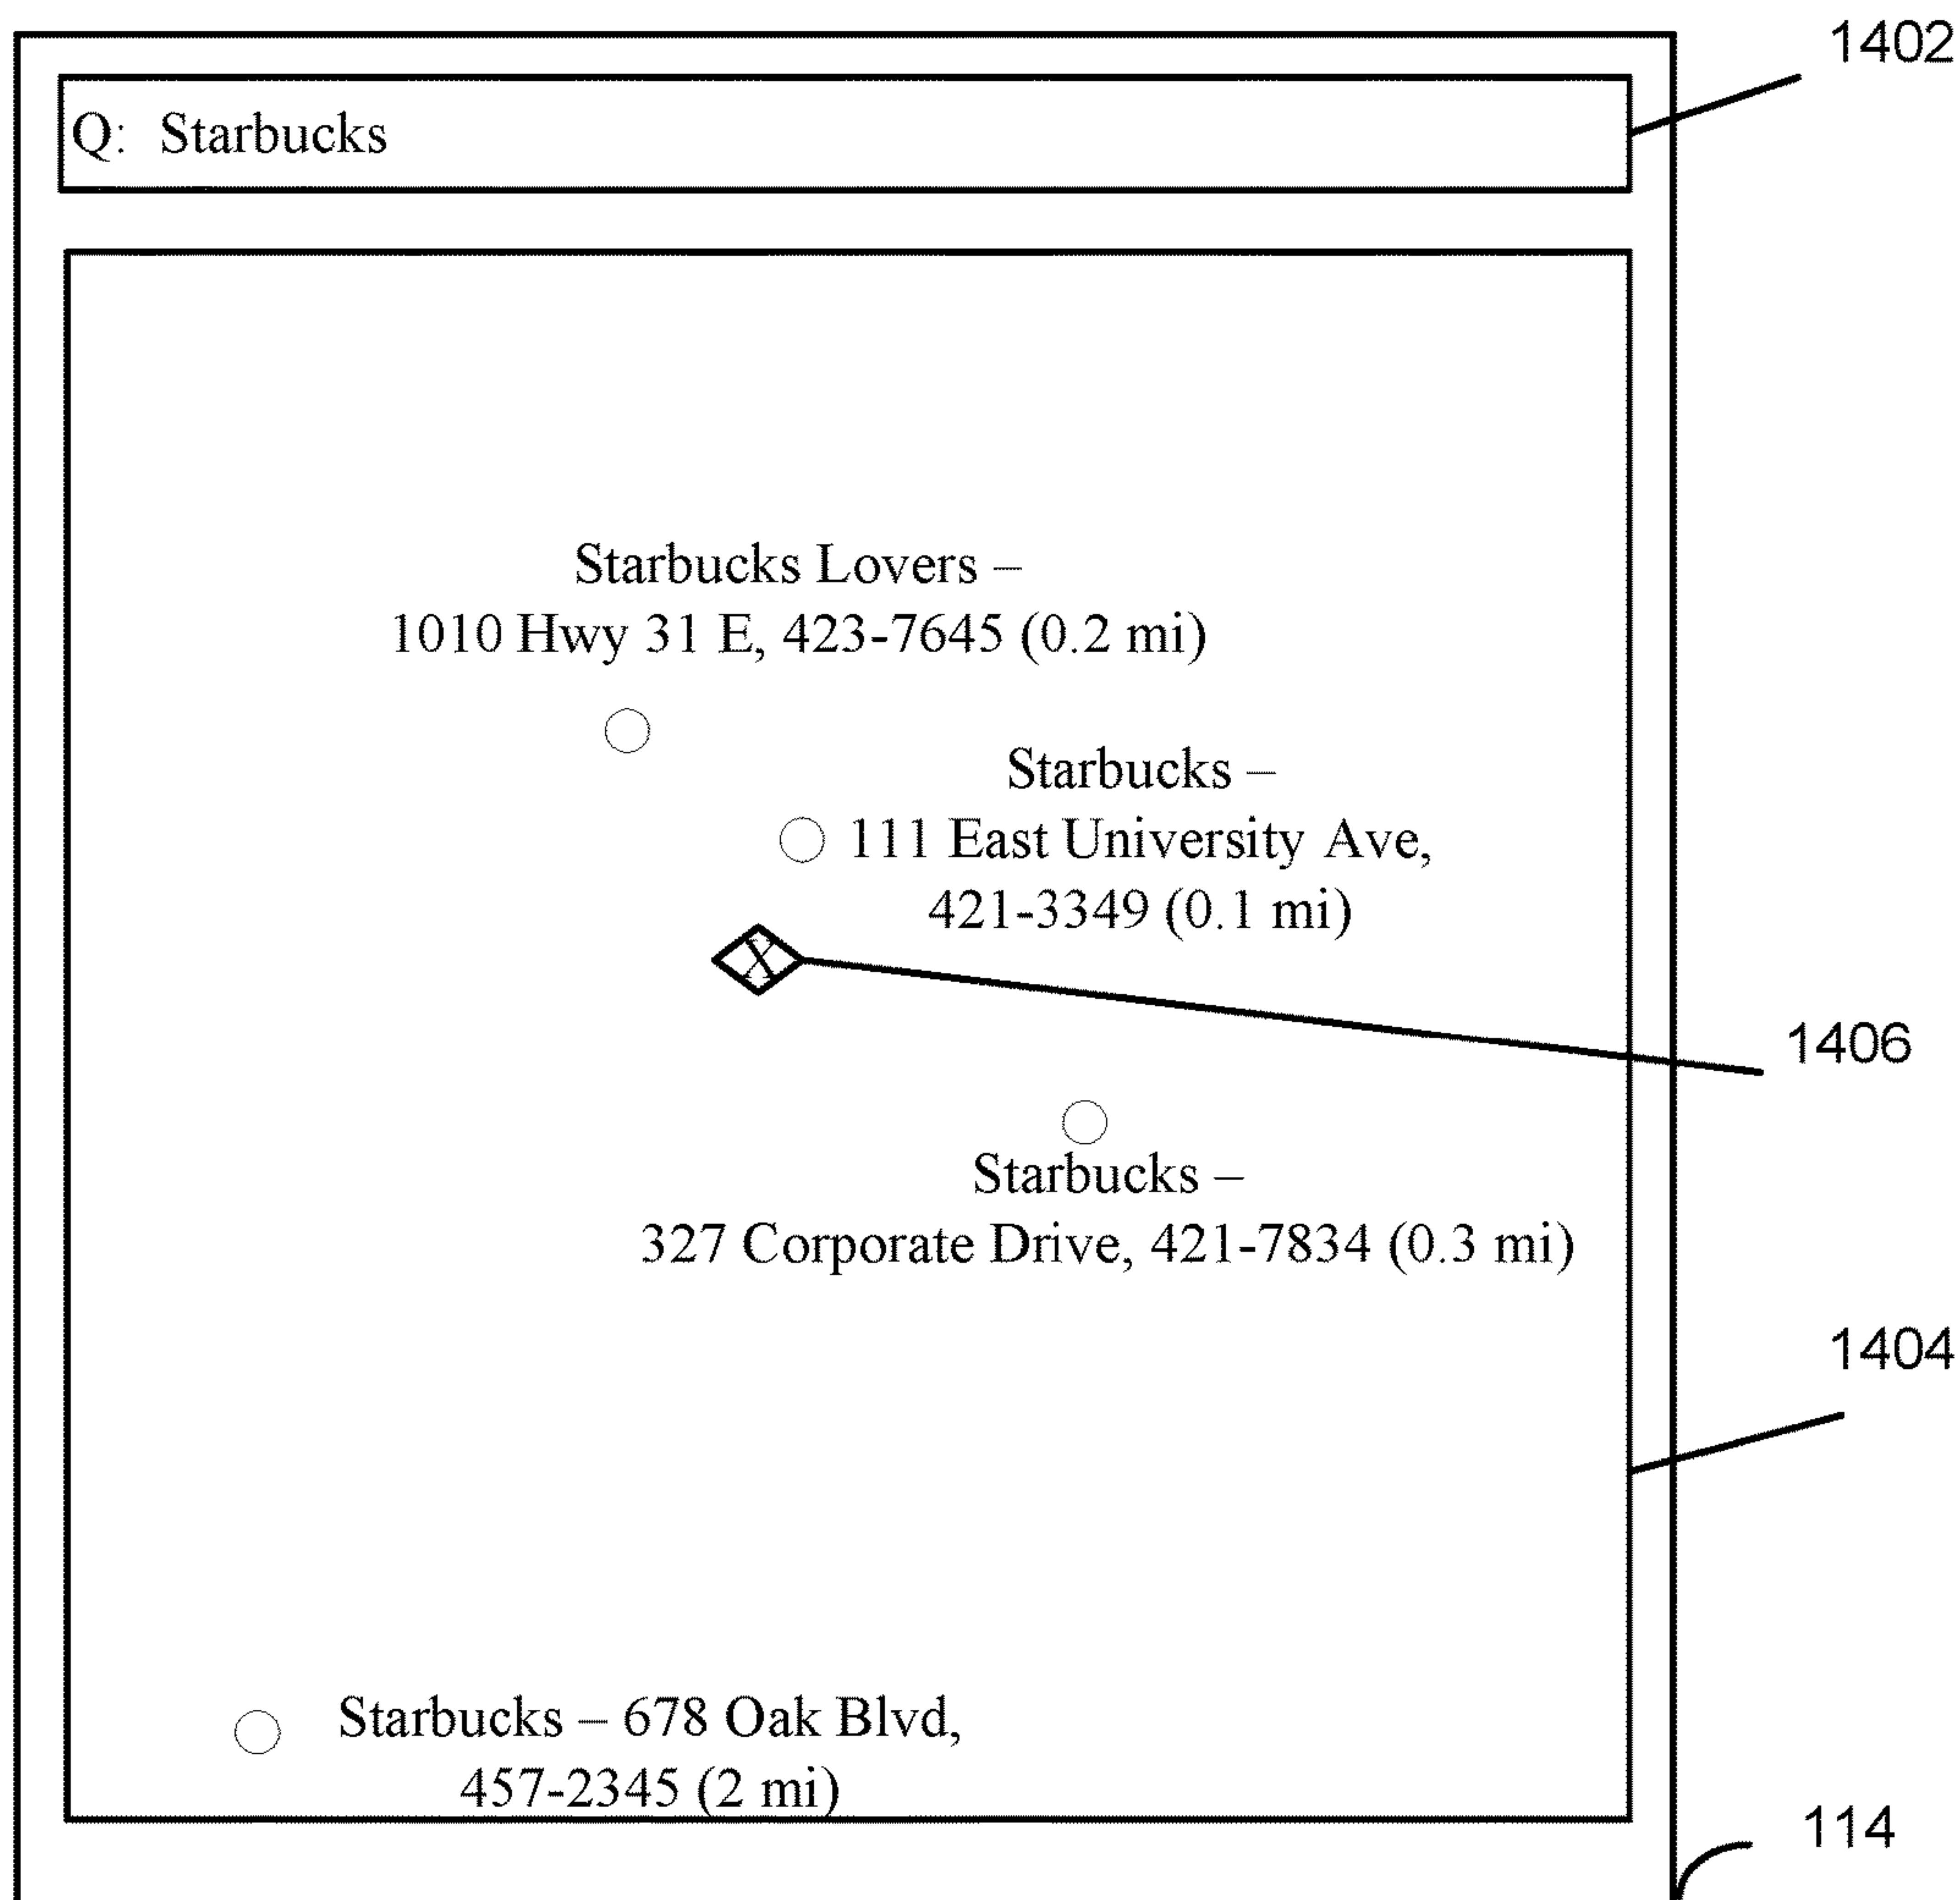 1402
Q: Starbucks
Starbucks Lovers –
1010 Hwy 31 E, 423-7645 (0.2 mi)
Starbucks –
111 East University Ave,
421-3349 (0.1 mi)
X
1406
Starbucks –
327 Corporate Drive, 421-7834 (0.3 mi)
1404
Starbucks – 678 Oak Blvd,
457-2345 (2 mi)
114